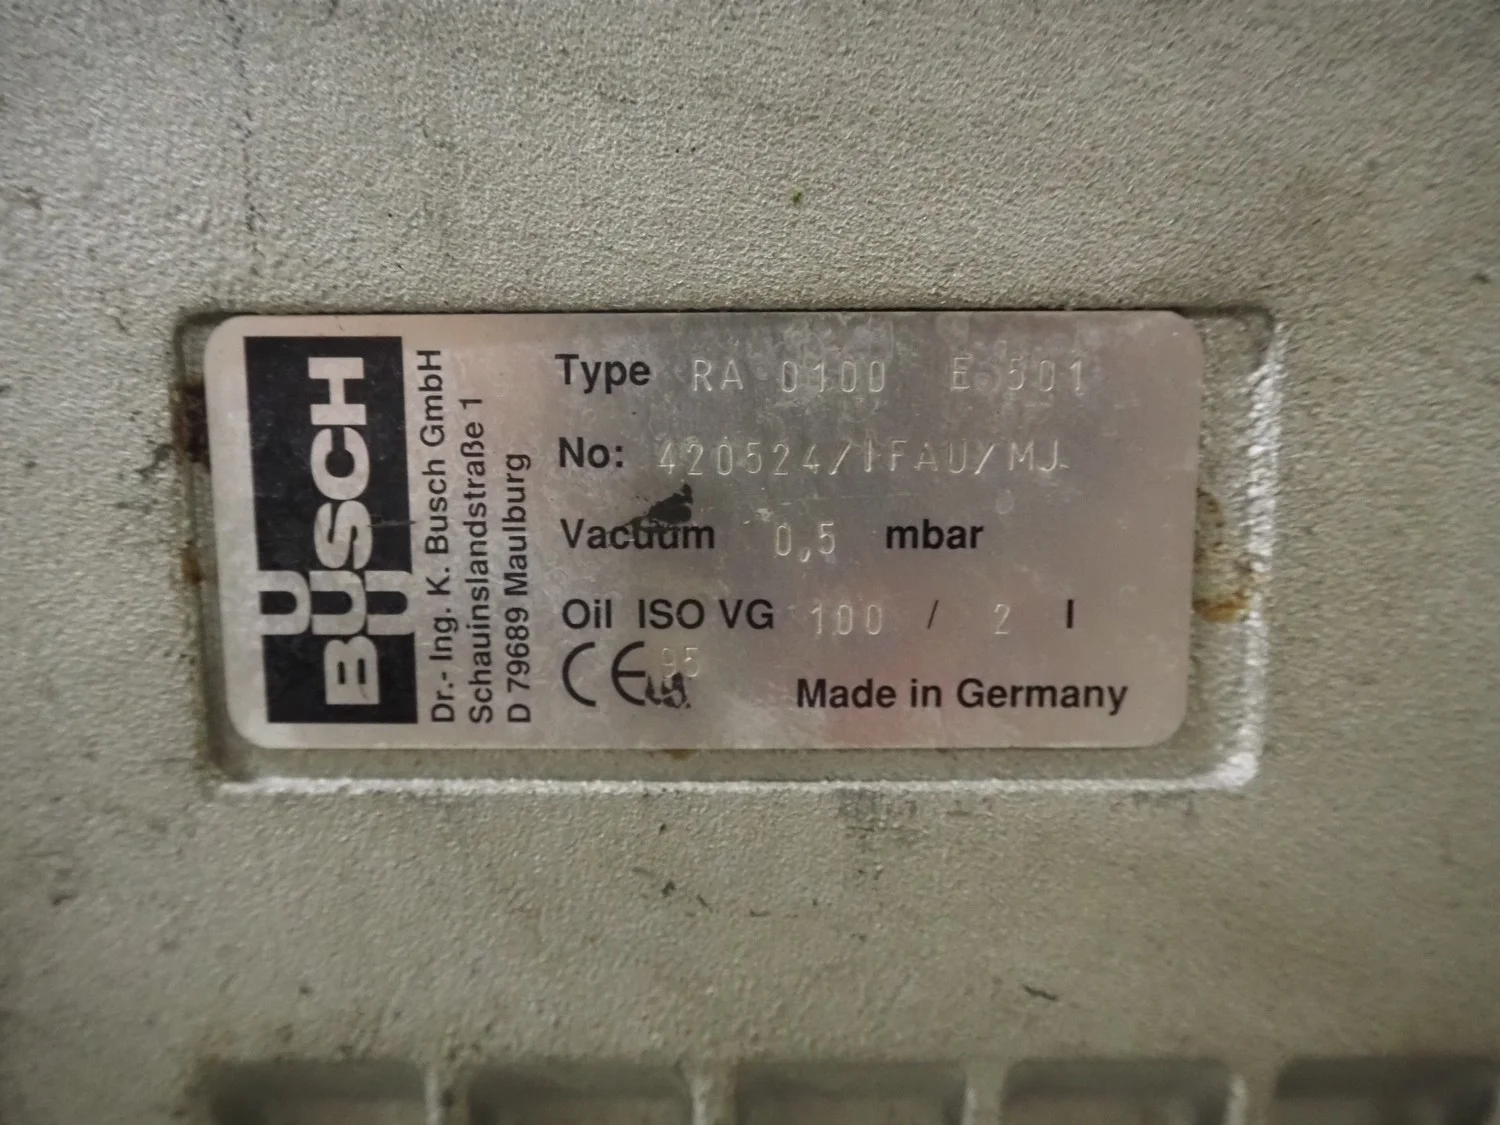 BUSCH
Dr.- Ing. K. Busch GmbH
Schauinslandstraße 1
D 79689 Maulburg
Type RA 0100 E 501
No: 420524/IFAU/MJ
Vacuum 0,5 mbar
Oil ISO VG 100 / 2 l
CE 95
Made in Germany